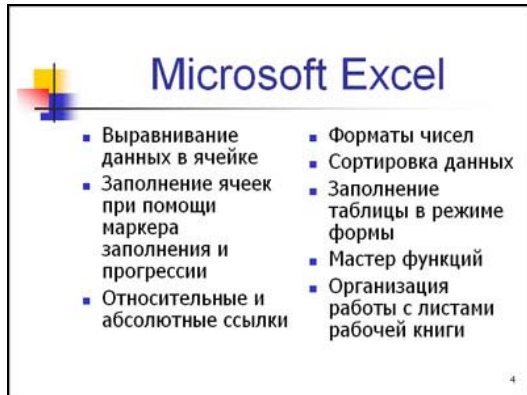 Microsoft Excel
Выравнивание
данных в ячейке
Заполнение ячеек
при помощи
маркера
заполнения и
прогрессии
Относительные и
абсолютные ссылки
Форматы чисел
Сортировка данных
Заполнение
таблицы в режиме
формы
Мастер функций
Организация
работы с листами
рабочей книги
4